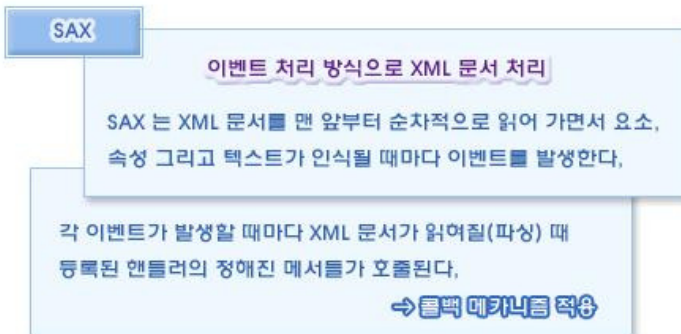 SAX
이벤트 처리 방식으로 XML 문서 처리
SAX 는 XML 문서를 맨 앞부터 순차적으로 읽어 가면서 요소,
속성 그리고 텍스트가 인식될 때마다 이벤트를 발생한다,
각 이벤트가 발생할 때마다 XML 문서가 읽혀질(파싱) 때
등록된 핸들러의 정해진 메서들가 호출된다,
⇒ 콜백 메카니즘 적용